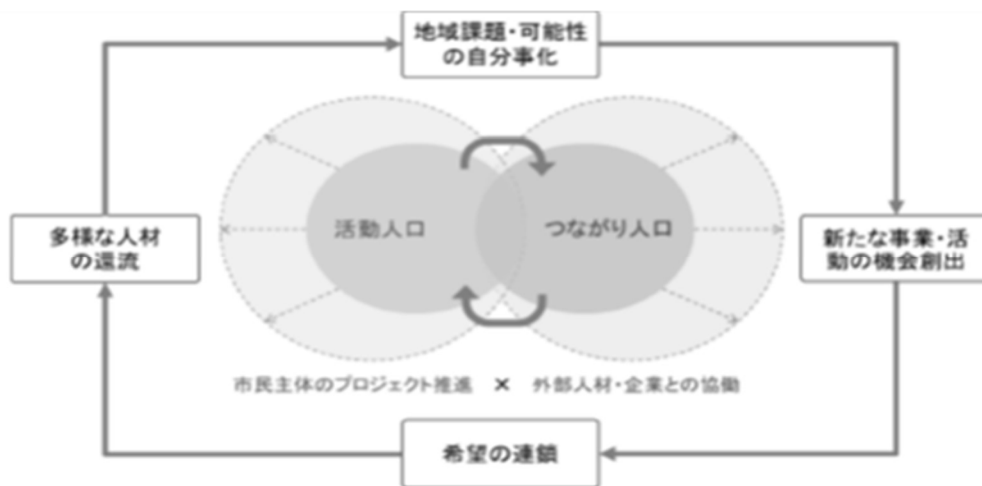 地域課題・可能性
の自分事化
活動人口
つながり人口
多様な人材
の還流
新たな事業・活
動の機会創出
市民主体のプロジェクト推進 × 外部人材・企業との協働
希望の連鎖